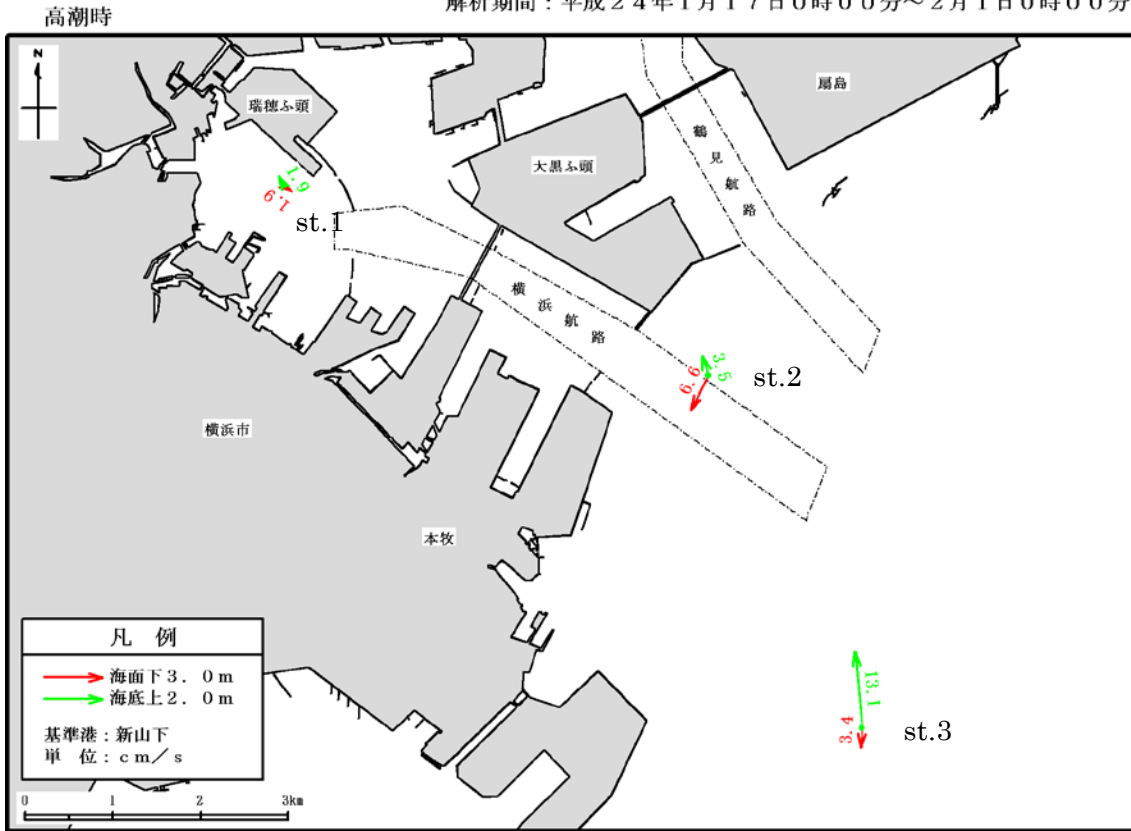 解析期間：平成２４年１月１７日０時００分～２月１日０時００分
高潮時
N
瑞穂ふ頭
扇島
鶴見航路
大黒ふ頭
1.9
1.9
st.1
横浜航路
3.5
6.6
st.2
横浜市
本牧
凡 例
海面下３．０ｍ
海底上２．０ｍ
基準港：新山下
単 位：ｃｍ／ｓ
13.1
3.4
st.3
0 1 2 3km